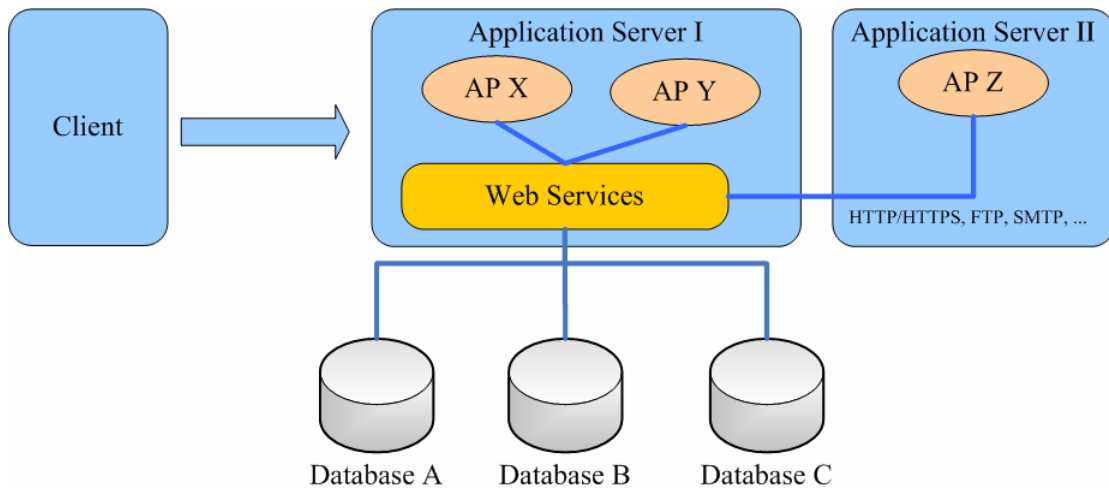 Client
Application Server I
AP X
AP Y
Web Services
Application Server II
AP Z
HTTP/HTTPS, FTP, SMTP, ...
Database A
Database B
Database C